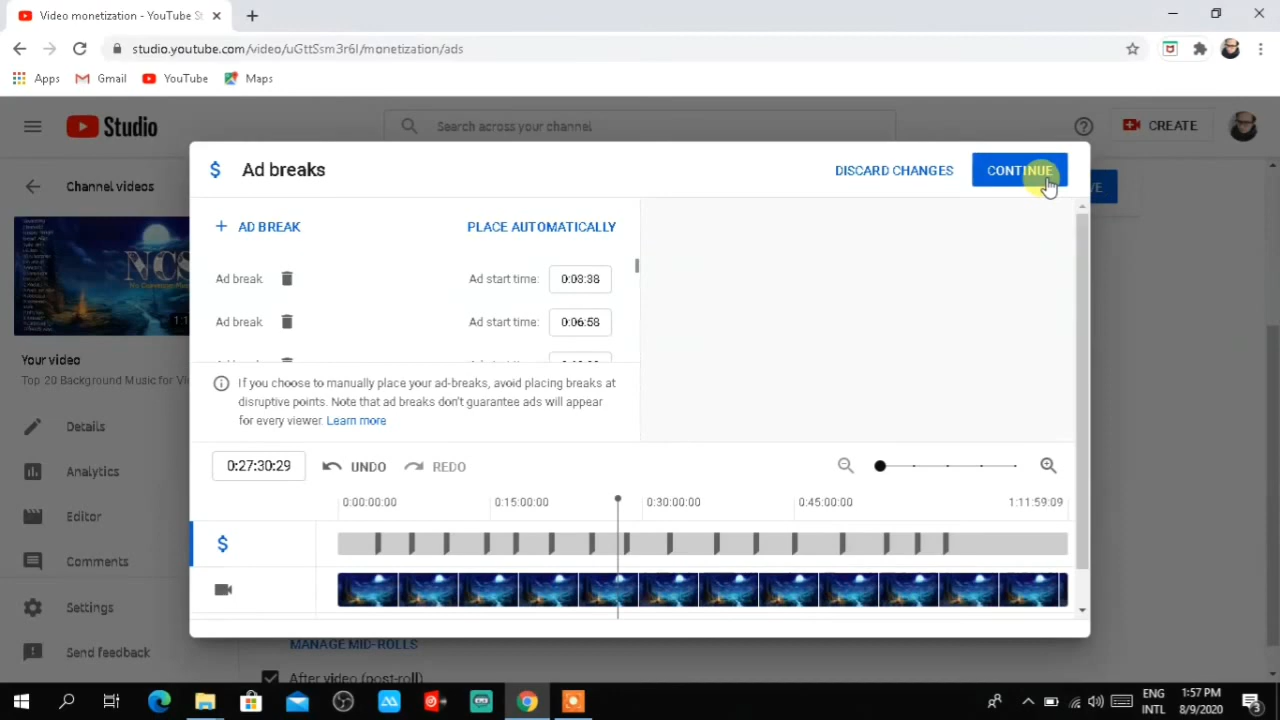 Video monetization - YouTube St
studio.youtube.com/video/uGttSsm3r6I/monetization/ads
Apps Gmail YouTube Maps
Studio
Search across your channel
CREATE
Channel videos
Ad breaks
DISCARD CHANGES
CONTINUE
AD BREAK
PLACE AUTOMATICALLY
Ad break
Ad start time: 0:03:38
Ad break
Ad start time: 0:06:58
NCS
Your video
Top 20 Background Music for Vi
If you choose to manually place your ad-breaks, avoid placing breaks at
disruptive points. Note that ad breaks don't guarantee ads will appear
for every viewer. Learn more
Details
Analytics
Editor
Comments
Settings
Send feedback
0:27:30:29
UNDO
REDO
0:00:00:00 0:15:00:00 0:30:00:00 0:45:00:00 1:11:59:09
MANAGE MID-ROLLS
After video (post-roll)
ENG
INTL
1:57 PM
8/9/2020
3